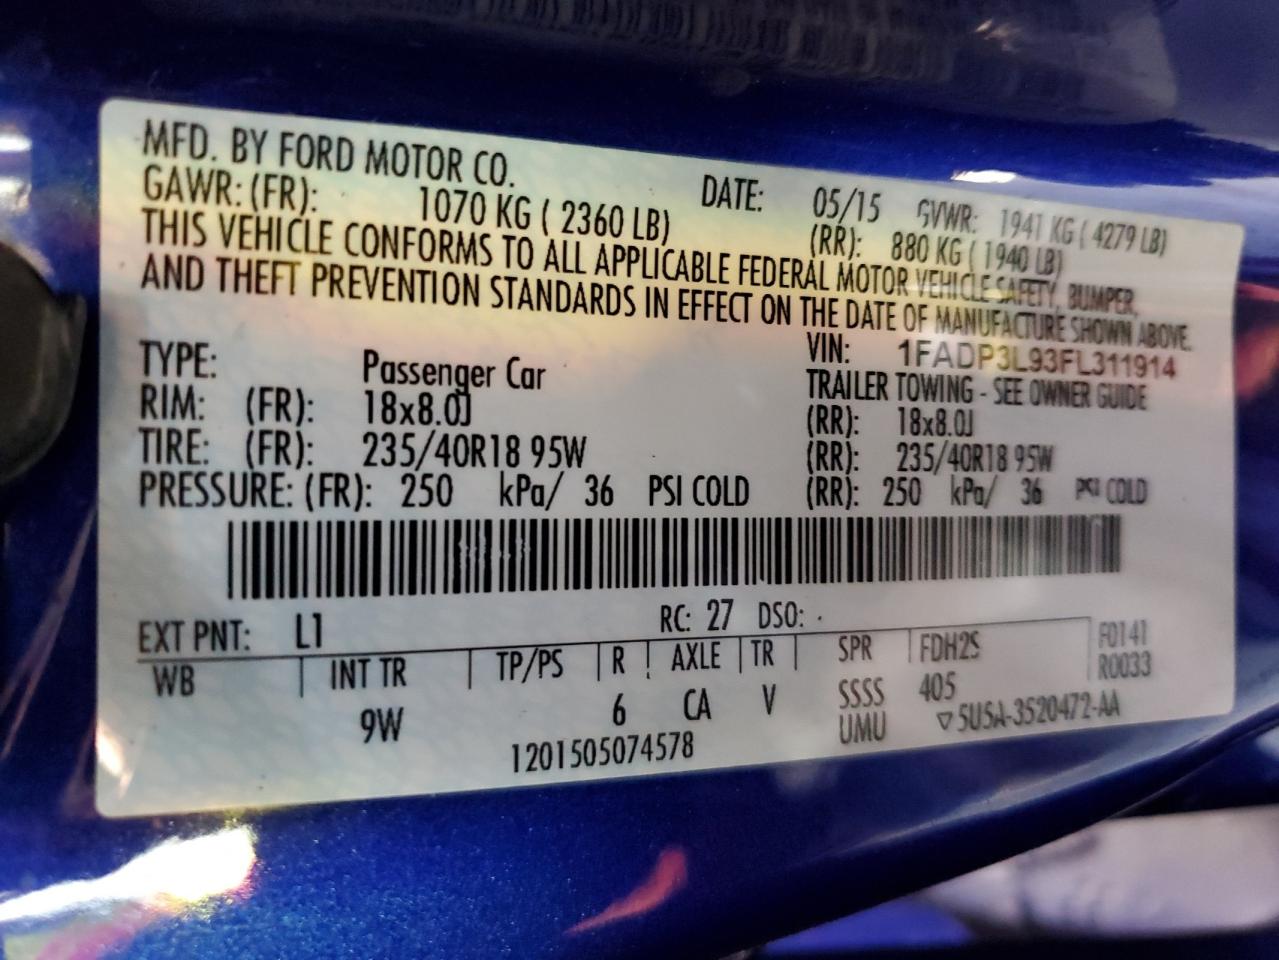 MFD. BY FORD MOTOR CO.
DATE: 05/15 GVWR: 1941 KG ( 4279 LB)
GAWR: (FR): 1070 KG ( 2360 LB) (RR): 880 KG ( 1940 LB)
THIS VEHICLE CONFORMS TO ALL APPLICABLE FEDERAL MOTOR VEHICLE SAFETY, BUMPER,
AND THEFT PREVENTION STANDARDS IN EFFECT ON THE DATE OF MANUFACTURE SHOWN ABOVE.
VIN: 1FADP3L93FL311914
TYPE: Passenger Car TRAILER TOWING - SEE OWNER GUIDE
RIM: (FR): 18x8.0J (RR): 18x8.0J
TIRE: (FR): 235/40R18 95W (RR): 235/40R18 95W
PRESSURE: (FR): 250 kPa/ 36 PSI COLD (RR): 250 kPa/ 36 PSI COLD
EXT PNT: L1 RC: 27 DSO: F0141
WB INT TR TP/PS R AXLE TR SPR FDH2S R0033
9W 6 CA V SSSS 405
UMU ▽5U5A-3520472-AA
1201505074578